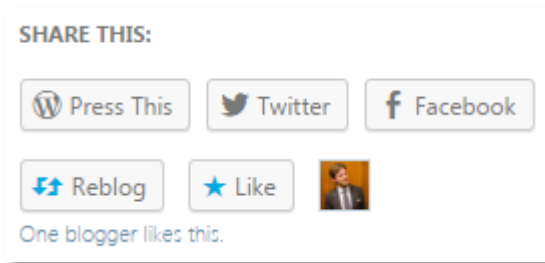 SHARE THIS:
Press This Twitter Facebook
Reblog Like
One blogger likes this.